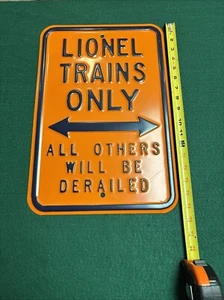 LIONEL
TRAINS
ONLY
ALL OTHERS
WILL BE
DERAILED